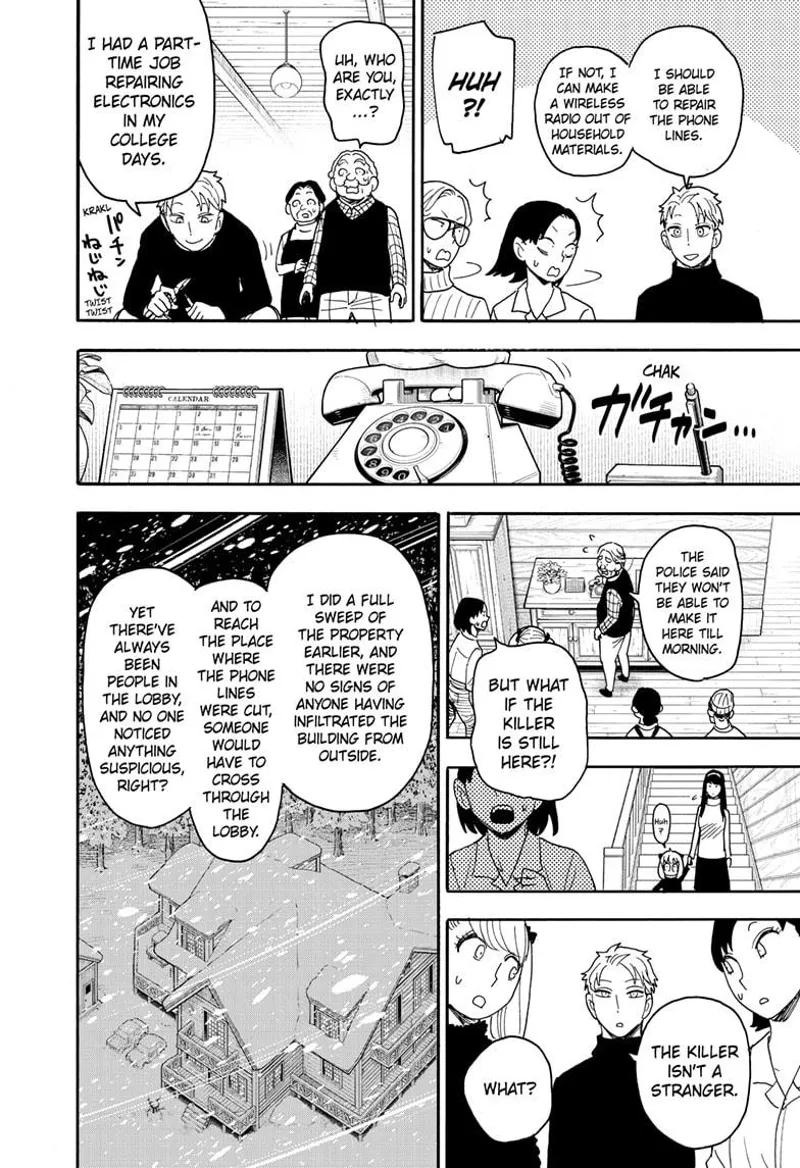 I SHOULD
BE ABLE
TO REPAIR
THE PHONE
LINES.
IF NOT, I
CAN MAKE
A WIRELESS
RADIO OUT OF
HOUSEHOLD
MATERIALS.
HUH
?!
UH, WHO
ARE YOU,
EXACTLY
...?
I HAD A PART-
TIME JOB
REPAIRING
ELECTRONICS
IN MY
COLLEGE
DAYS.
KRAKL
パチン
ねじねじ
TWIST
TWIST
CHAK
ガチャン...
CALENDAR
THE
POLICE SAID
THEY WON'T
BE ABLE TO
MAKE IT
HERE TILL
MORNING.
BUT WHAT
IF THE
KILLER
IS STILL
HERE?!
Huh
?
THE KILLER
ISN'T A
STRANGER.
WHAT?
I DID A FULL
SWEEP OF
THE PROPERTY
EARLIER, AND
THERE WERE
NO SIGNS OF
ANYONE HAVING
INFILTRATED THE
BUILDING FROM
OUTSIDE.
AND TO
REACH
THE PLACE
WHERE
THE PHONE
LINES
WERE CUT,
SOMEONE
WOULD
HAVE TO
CROSS
THROUGH
THE
LOBBY.
YET
THERE'VE
ALWAYS
BEEN
PEOPLE IN
THE LOBBY,
AND NO ONE
NOTICED
ANYTHING
SUSPICIOUS,
RIGHT?